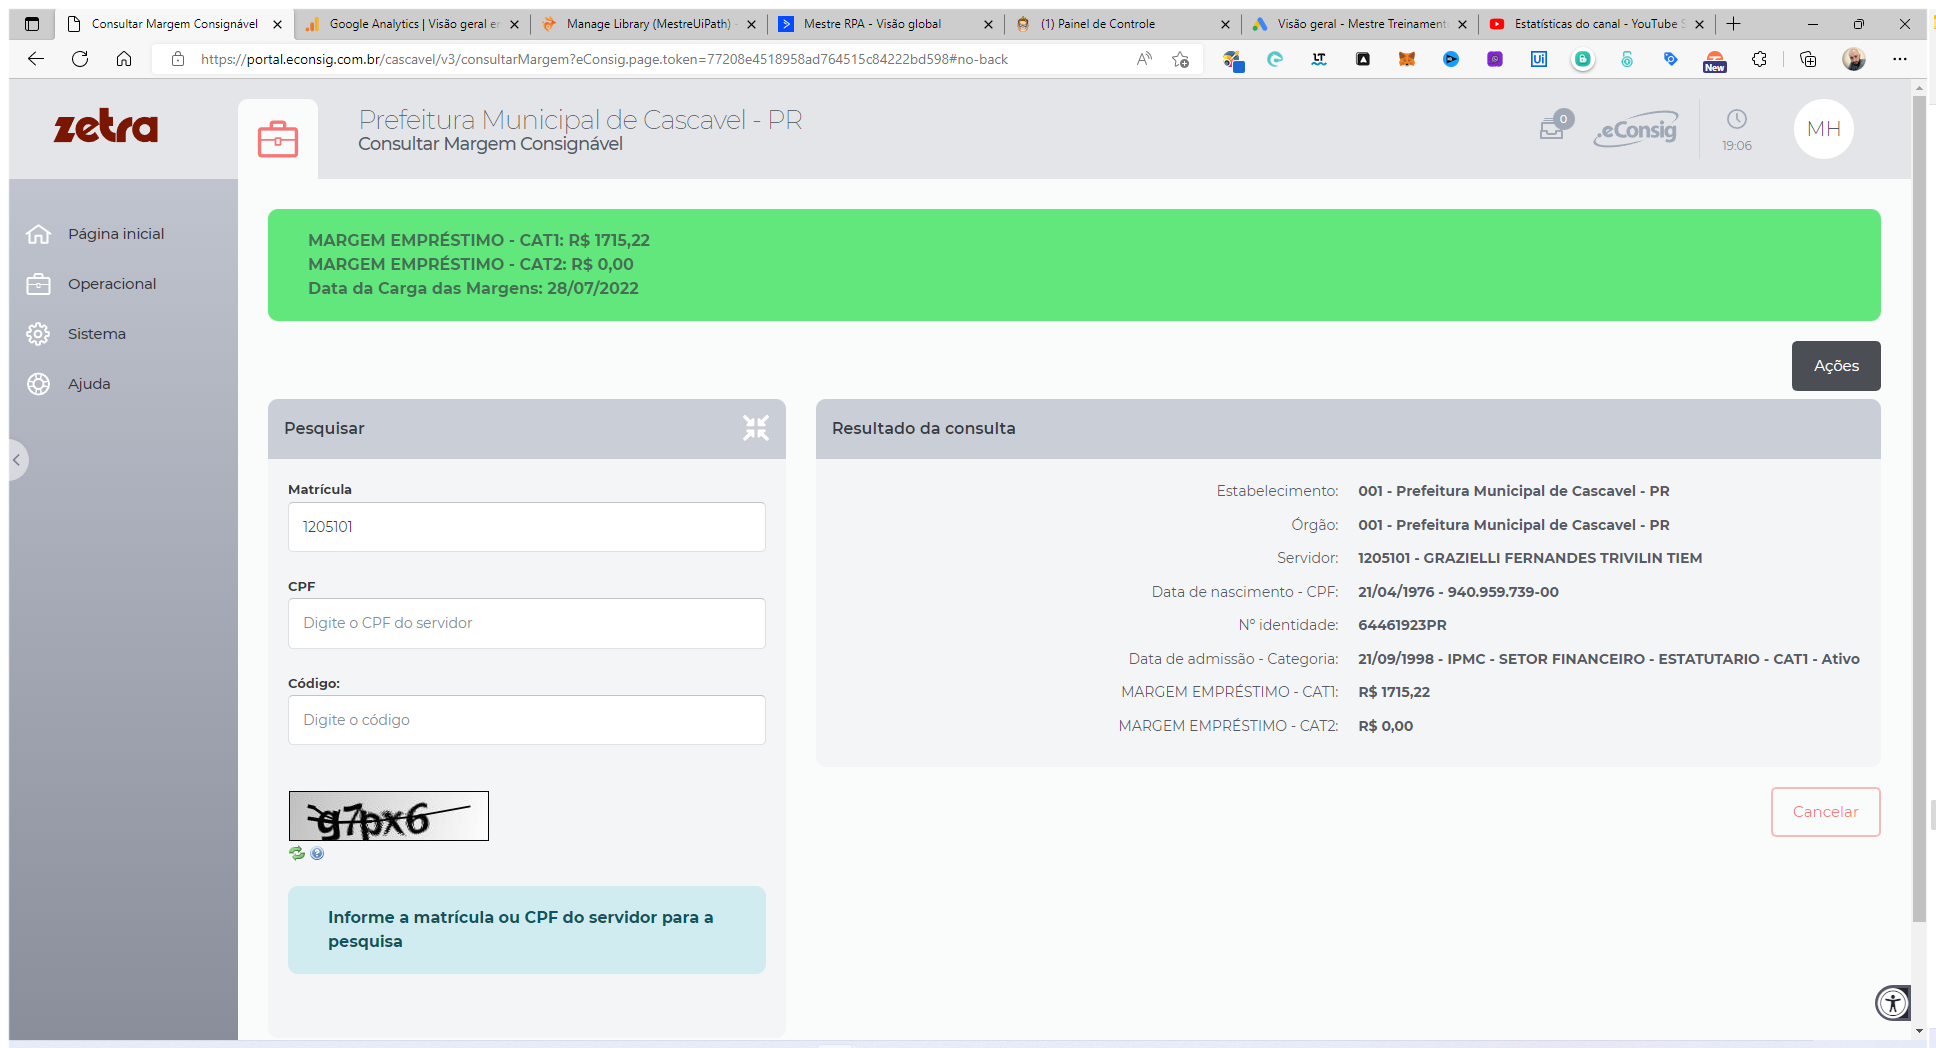 Consultar Margem Consignável
Google Analytics | Visão geral e
Manage Library (MestreUiPath) -
Mestre RPA - Visão global
(1) Painel de Controle
Visão geral - Mestre Treinament
Estatísticas do canal - YouTube S
https://portal.econsig.com.br/cascavel/v3/consultarMargem?eConsig.page.token=77208e4518958ad764515c84222bd598#no-back
New
zetra
Prefeitura Municipal de Cascavel - PR
Consultar Margem Consignável
0
eConsig
19:06
MH
Página inicial
Operacional
Sistema
Ajuda
MARGEM EMPRÉSTIMO - CAT1: R$ 1715,22
MARGEM EMPRÉSTIMO - CAT2: R$ 0,00
Data da Carga das Margens: 28/07/2022
Ações
Pesquisar
Matrícula
1205101
CPF
Digite o CPF do servidor
Código:
Digite o código
g7px6
Informe a matrícula ou CPF do servidor para a
pesquisa
Resultado da consulta
Estabelecimento: 001 - Prefeitura Municipal de Cascavel - PR
Órgão: 001 - Prefeitura Municipal de Cascavel - PR
Servidor: 1205101 - GRAZIELLI FERNANDES TRIVILIN TIEM
Data de nascimento - CPF: 21/04/1976 - 940.959.739-00
Nº identidade: 64461923PR
Data de admissão - Categoria: 21/09/1998 - IPMC - SETOR FINANCEIRO - ESTATUTARIO - CAT1 - Ativo
MARGEM EMPRÉSTIMO - CAT1: R$ 1715,22
MARGEM EMPRÉSTIMO - CAT2: R$ 0,00
Cancelar